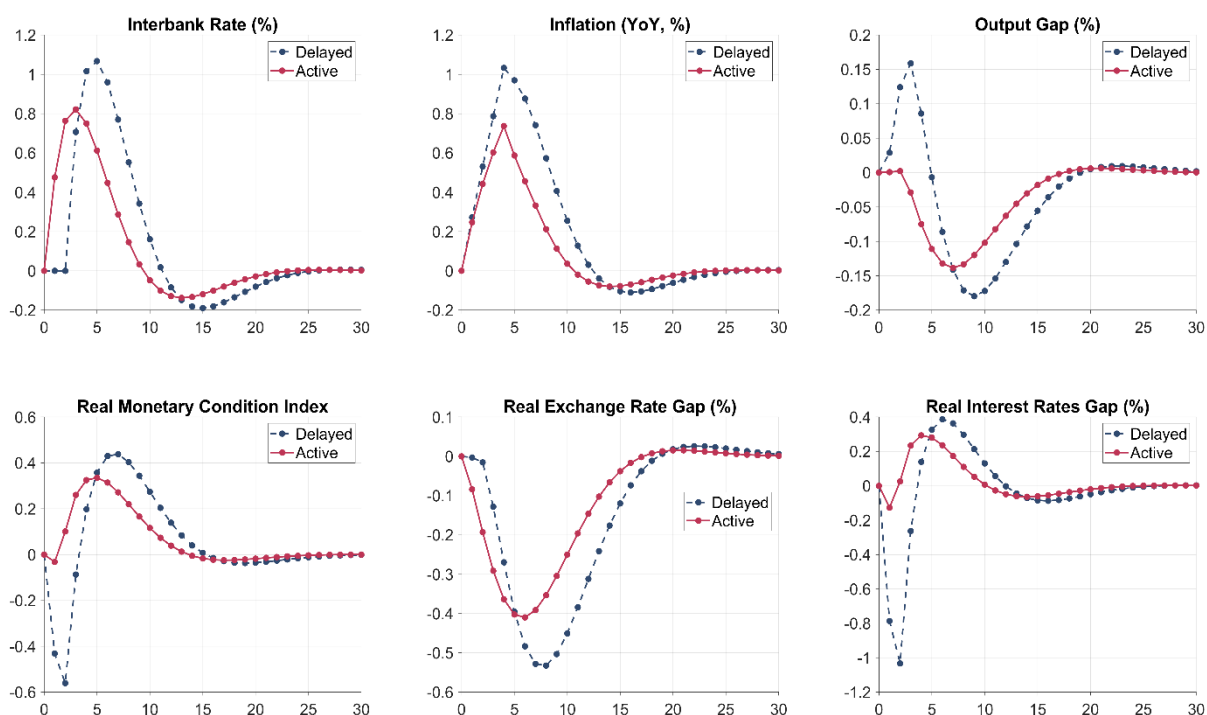 Interbank Rate (%)
1.2
1
0.8
0.6
0.4
0.2
0
-0.2
0 5 10 15 20 25 30
Delayed
Active
Inflation (YoY, %)
1.2
1
0.8
0.6
0.4
0.2
0
-0.2
0 5 10 15 20 25 30
Delayed
Active
Output Gap (%)
0.2
0.15
0.1
0.05
0
-0.05
-0.1
-0.15
-0.2
0 5 10 15 20 25 30
Delayed
Active
Real Monetary Condition Index
0.6
0.4
0.2
0
-0.2
-0.4
-0.6
0 5 10 15 20 25 30
Delayed
Active
Real Exchange Rate Gap (%)
0.1
0
-0.1
-0.2
-0.3
-0.4
-0.5
-0.6
0 5 10 15 20 25 30
Delayed
Active
Real Interest Rates Gap (%)
0.4
0.2
0
-0.2
-0.4
-0.6
-0.8
-1
-1.2
0 5 10 15 20 25 30
Delayed
Active